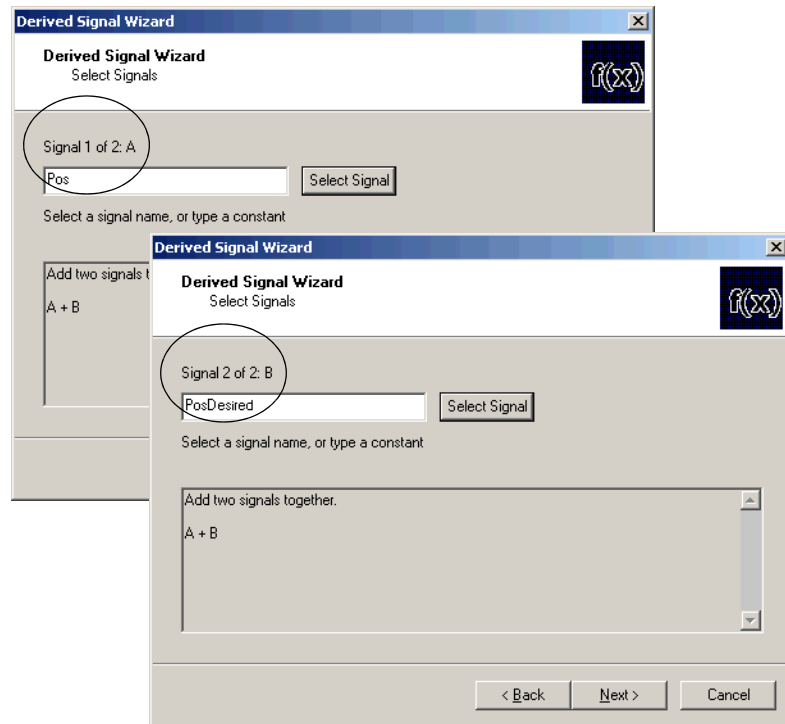 Derived Signal Wizard
Derived Signal Wizard
Select Signals
f(x)
Signal 1 of 2: A
Pos
Select Signal
Select a signal name, or type a constant
Add two signals t
A + B
Derived Signal Wizard
Derived Signal Wizard
Select Signals
f(x)
Signal 2 of 2: B
PosDesired
Select Signal
Select a signal name, or type a constant
Add two signals together.
A + B
< Back
Next >
Cancel